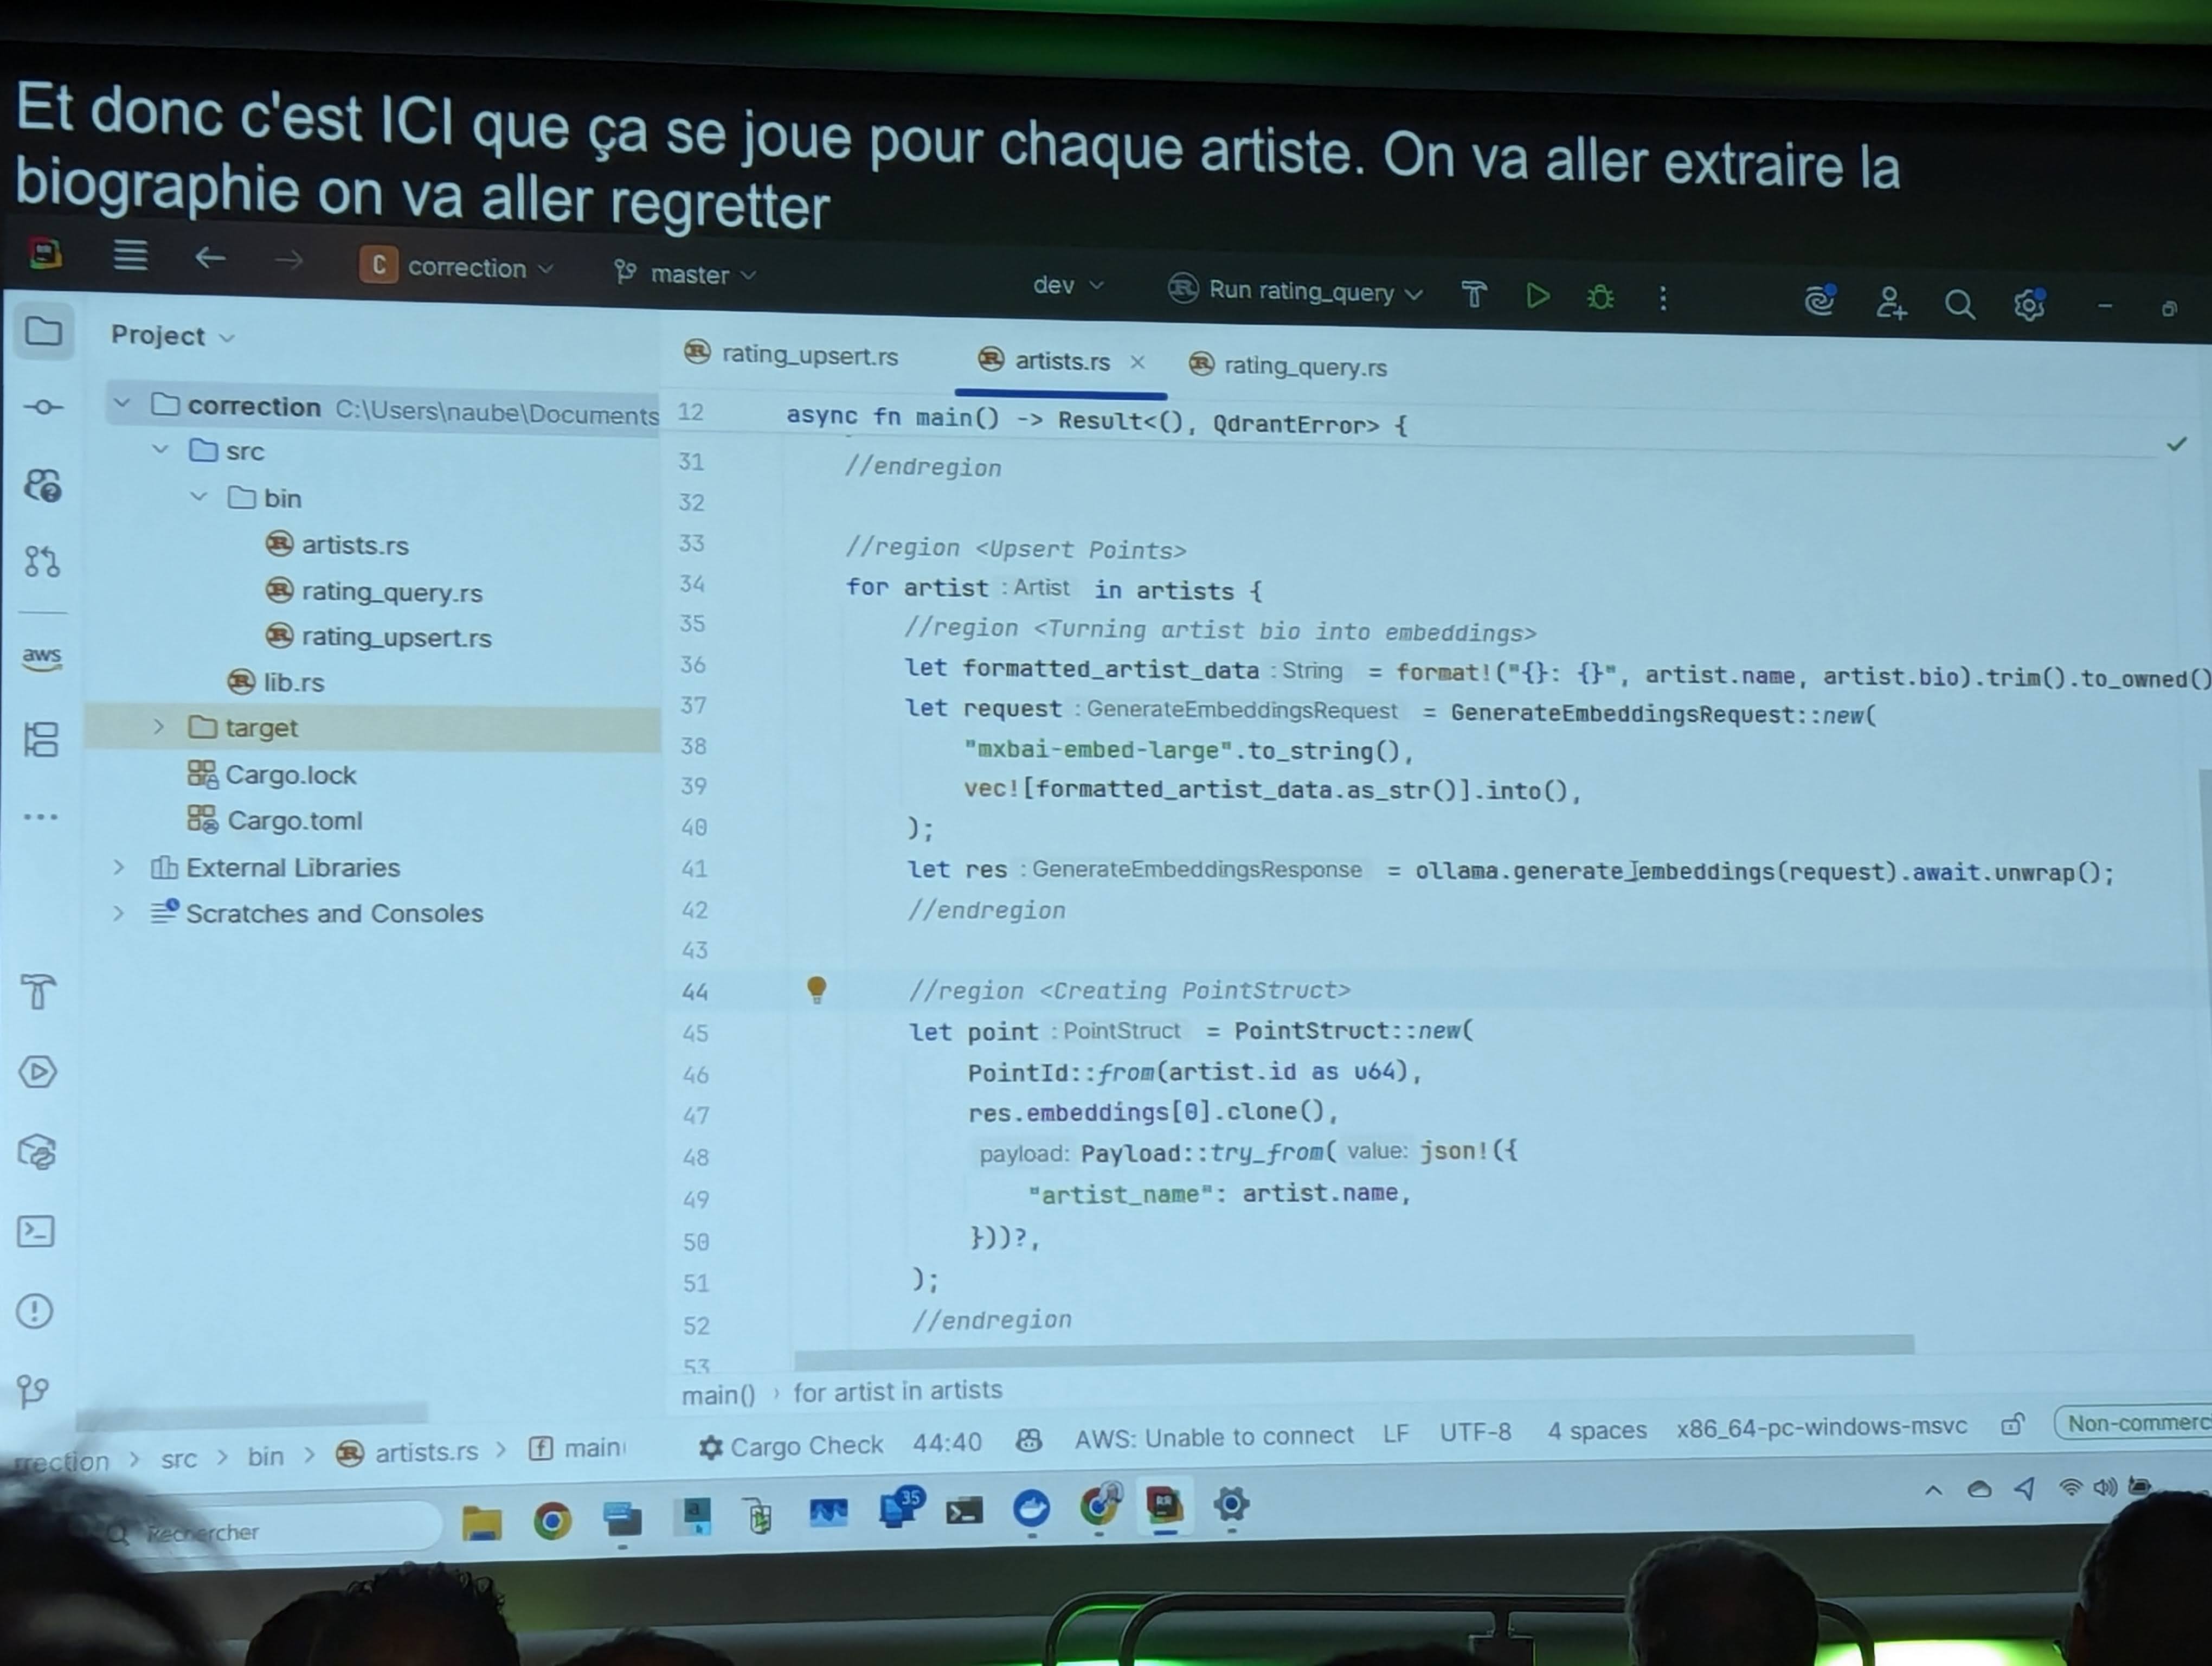 Et donc c'est ICI que ça se joue pour chaque artiste. On va aller extraire la
biographie on va aller regretter
C correction master dev Run rating_query
Project
rating_upsert.rs artists.rs rating_query.rs
correction C:\Users\naube\Documents
src
bin
artists.rs
rating_query.rs
rating_upsert.rs
lib.rs
target
Cargo.lock
Cargo.toml
External Libraries
Scratches and Consoles
aws
12 async fn main() -> Result<(), QdrantError> {
31 //endregion
32
33 //region <Upsert Points>
34 for artist : Artist in artists {
35 //region <Turning artist bio into embeddings>
36 let formatted_artist_data : String = format!("{}: {}", artist.name, artist.bio).trim().to_owned()
37 let request : GenerateEmbeddingsRequest = GenerateEmbeddingsRequest::new(
38 "mxbai-embed-large".to_string(),
39 vec![formatted_artist_data.as_str()].into(),
40 );
41 let res : GenerateEmbeddingsResponse = ollama.generate_embeddings(request).await.unwrap();
42 //endregion
43
44 //region <Creating PointStruct>
45 let point : PointStruct = PointStruct::new(
46 PointId::from(artist.id as u64),
47 res.embeddings[0].clone(),
48 payload: Payload::try_from( value: json!({
49 "artist_name": artist.name,
50 }))?,
51 );
52 //endregion
53
main() › for artist in artists
rrection > src > bin > artists.rs > f main Cargo Check 44:40 AWS: Unable to connect LF UTF-8 4 spaces x86_64-pc-windows-msvc Non-commerc
Rechercher 35